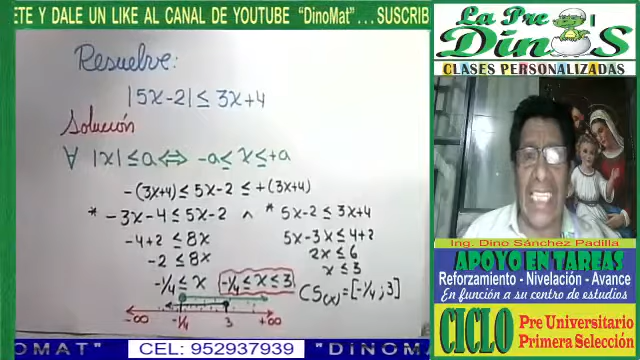 ETE Y DALE UN LIKE AL CANAL DE YOUTUBE "DinoMat"... SUSCRIB
La Pre
DinoS
CLASES PERSONALIZADAS
Resuelve:
|5x-2| ≤ 3x+4
Solución
∀ |x| ≤ a ⟺ -a ≤ x ≤ +a
-(3x+4) ≤ 5x-2 ≤ +(3x+4)
* -3x-4 ≤ 5x-2 ∧ * 5x-2 ≤ 3x+4
-4+2 ≤ 8x 5x-3x ≤ 4+2
-2 ≤ 8x 2x ≤ 6
x ≤ 3
-1/4 ≤ x -1/4 ≤ x ≤ 3 CS(x) = [-1/4 ; 3]
-∞ -1/4 3 +∞
Ing. Dino Sánchez Padilla
APOYO EN TAREAS
Reforzamiento - Nivelación - Avance
En función a su centro de estudios
CICLO Pre Universitario
Primera Selección
OMAT" CEL: 952937939 "DINOMAT